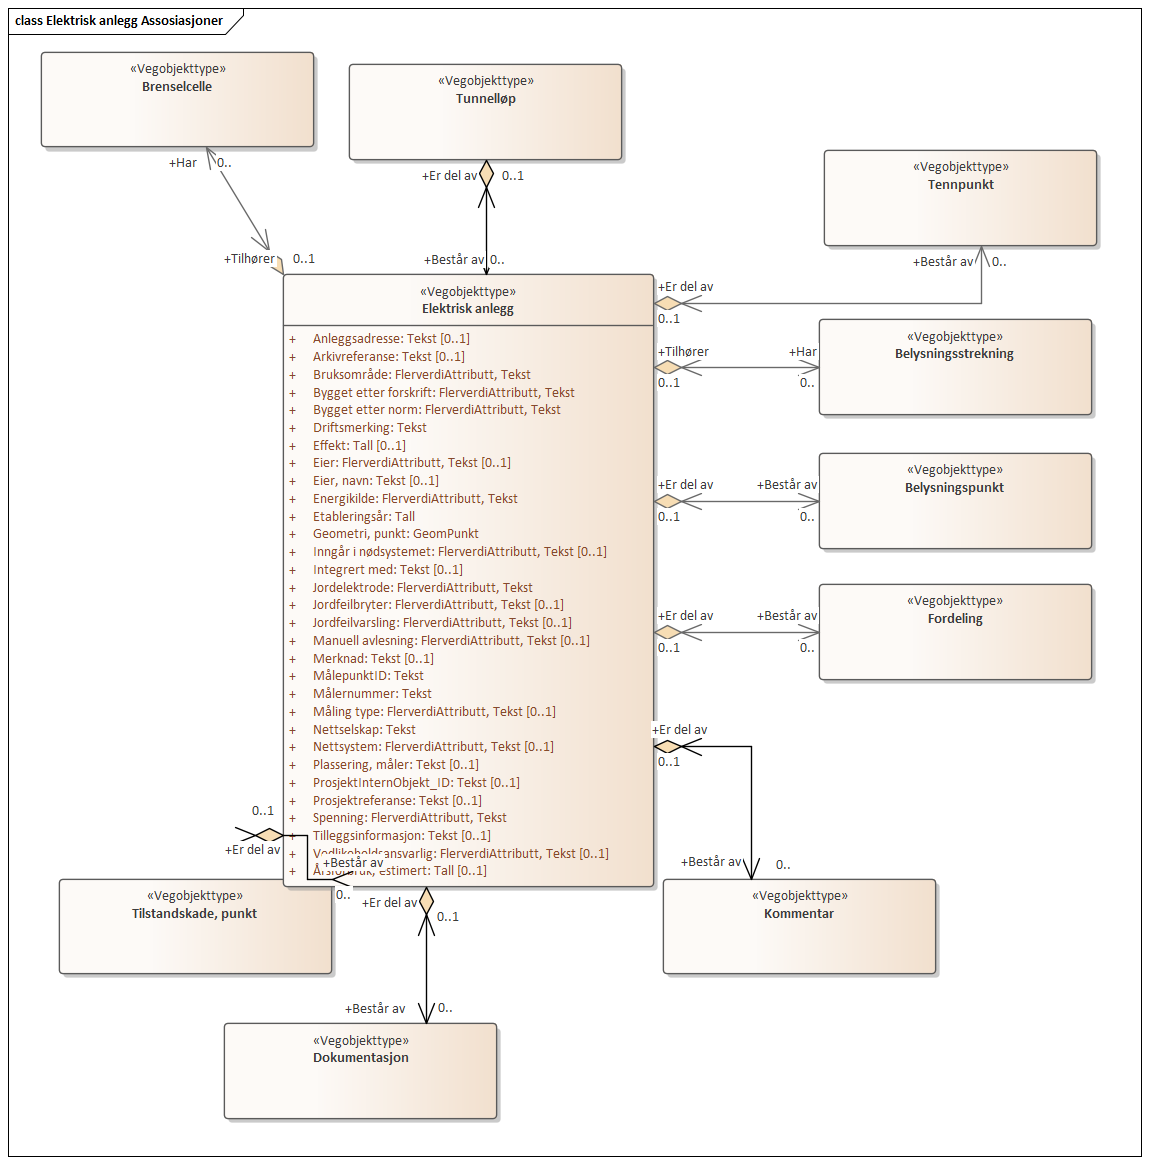 class Elektrisk anlegg Assosiasjoner
«Vegobjekttype»
Brenselcelle
«Vegobjekttype»
Tunnelløp
«Vegobjekttype»
Tennpunkt
+Har
0..
+Er del av
0..1
+Tilhører
0..1
+Består av
0..
+Består av
0..
«Vegobjekttype»
Elektrisk anlegg
+ Anleggsadresse: Tekst [0..1]
+ Arkivreferanse: Tekst [0..1]
+ Bruksområde: FlerverdiAttributt, Tekst
+ Bygget etter forskrift: FlerverdiAttributt, Tekst
+ Bygget etter norm: FlerverdiAttributt, Tekst
+ Driftsmerking: Tekst
+ Effekt: Tall [0..1]
+ Eier: FlerverdiAttributt, Tekst [0..1]
+ Eier, navn: Tekst [0..1]
+ Energikilde: FlerverdiAttributt, Tekst
+ Etableringsår: Tall
+ Geometri, punkt: GeomPunkt
+ Inngår i nødsystemet: FlerverdiAttributt, Tekst [0..1]
+ Integrert med: Tekst [0..1]
+ Jordelektrode: FlerverdiAttributt, Tekst
+ Jordfeilbryter: FlerverdiAttributt, Tekst [0..1]
+ Jordfeilvarsling: FlerverdiAttributt, Tekst [0..1]
+ Manuell avlesning: FlerverdiAttributt, Tekst [0..1]
+ Merknad: Tekst [0..1]
+ MålepunktID: Tekst
+ Målernummer: Tekst
+ Måling type: FlerverdiAttributt, Tekst [0..1]
+ Nettselskap: Tekst
+ Nettsystem: FlerverdiAttributt, Tekst [0..1]
+ Plassering, måler: Tekst [0..1]
+ ProsjektInternObjekt_ID: Tekst [0..1]
+ Prosjektreferanse: Tekst [0..1]
+ Spenning: FlerverdiAttributt, Tekst
+ Tilleggsinformasjon: Tekst [0..1]
+ Vedlikeholdsansvarlig: FlerverdiAttributt, Tekst [0..1]
+ estimert: Tall [0..1]
+Er del av
0..1
+Tilhører
0..1
+Har
0..
«Vegobjekttype»
Belysningsstrekning
+Er del av
0..1
+Består av
0..
«Vegobjekttype»
Belysningspunkt
+Er del av
0..1
+Består av
0..
«Vegobjekttype»
Fordeling
+Er del av
0..1
+Består av
0..
«Vegobjekttype»
Kommentar
0..1
+Er del av
+Består av
0..
«Vegobjekttype»
Tilstandskade, punkt
+Er del av
0..1
+Består av
0..
«Vegobjekttype»
Dokumentasjon